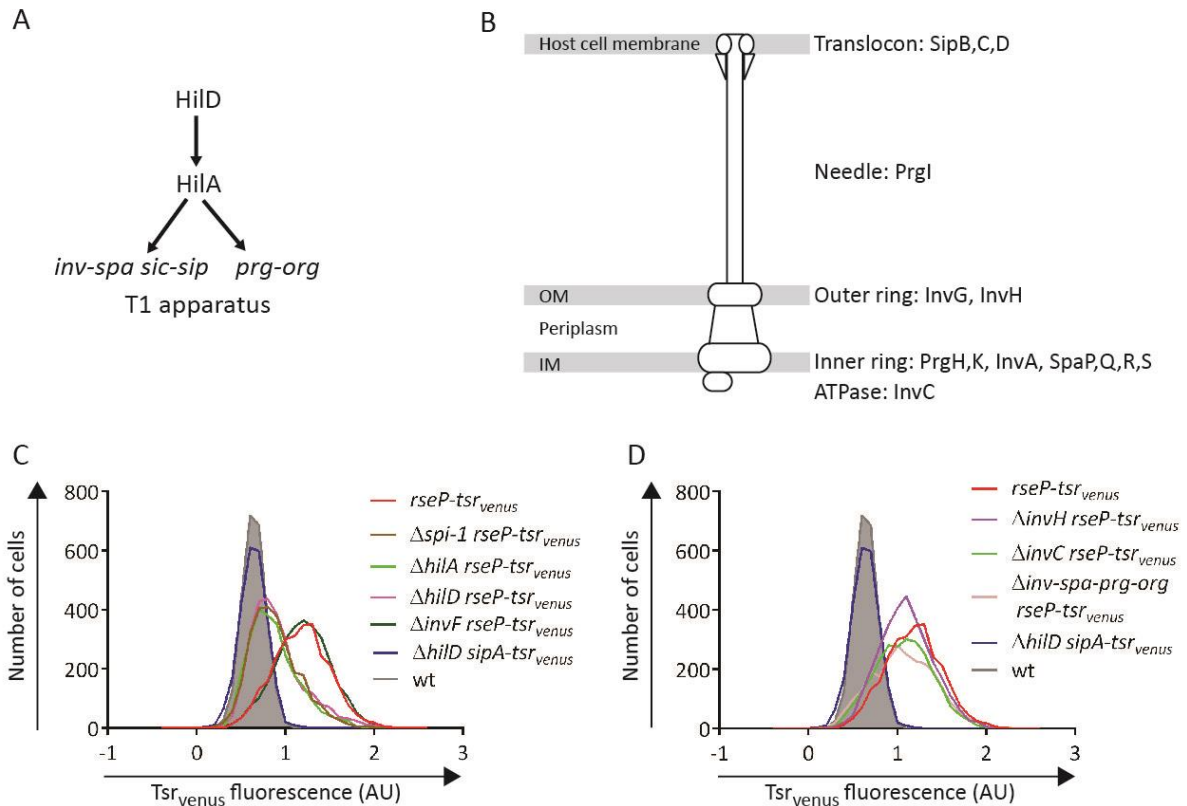 A
HilD
HilA
inv-spa sic-sip prg-org
T1 apparatus
B
Host cell membrane
Translocon: SipB,C,D
Needle: PrgI
OM
Outer ring: InvG, InvH
Periplasm
IM
Inner ring: PrgH,K, InvA, SpaP,Q,R,S
ATPase: InvC
C
Number of cells
800
600
400
200
0
-1 0 1 2 3
Tsrvenus fluorescence (AU)
rseP-tsrvenus
Δspi-1 rseP-tsrvenus
ΔhilA rseP-tsrvenus
ΔhilD rseP-tsrvenus
ΔinvF rseP-tsrvenus
ΔhilD sipA-tsrvenus
wt
D
Number of cells
800
600
400
200
0
-1 0 1 2 3
Tsrvenus fluorescence (AU)
rseP-tsrvenus
ΔinvH rseP-tsrvenus
ΔinvC rseP-tsrvenus
Δinv-spa-prg-org
rseP-tsrvenus
ΔhilD sipA-tsrvenus
wt